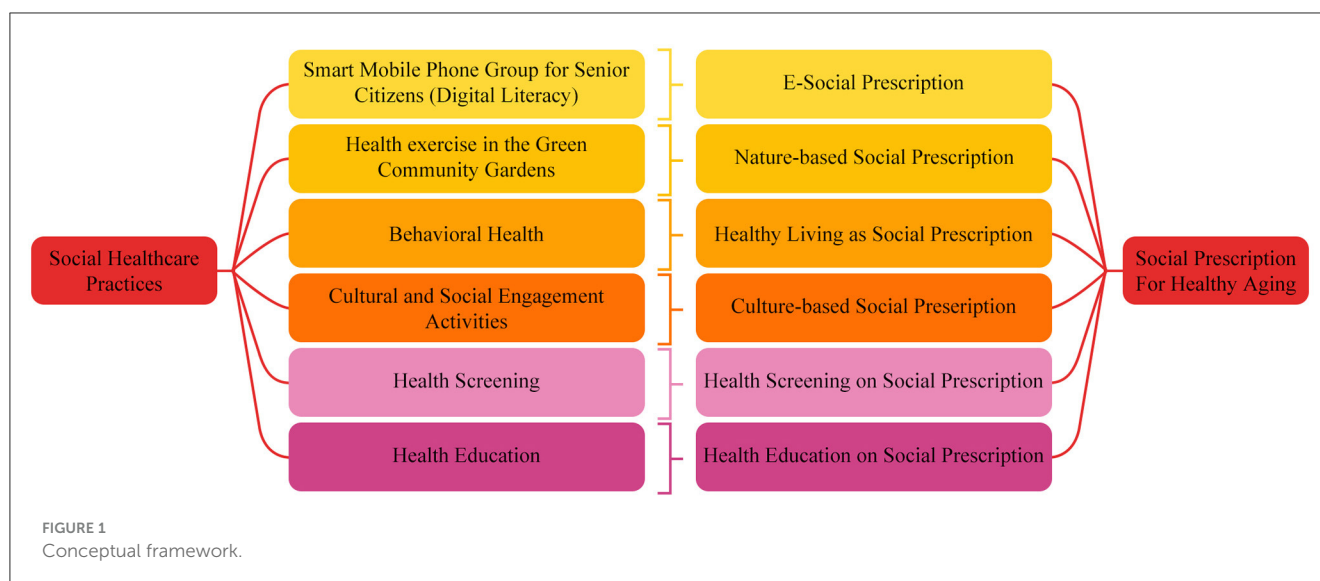 Smart Mobile Phone Group for Senior
Citizens (Digital Literacy)
E-Social Prescription
Health exercise in the Green
Community Gardens
Nature-based Social Prescription
Behavioral Health
Healthy Living as Social Prescription
Social Healthcare
Practices
Social Prescription
For Healthy Aging
Cultural and Social Engagement
Activities
Culture-based Social Preseription
Health Screening
Health Screening on Social Prescription
Health Education
Health Education on Social Prescription
FIGURE 1
Conceptual framework.